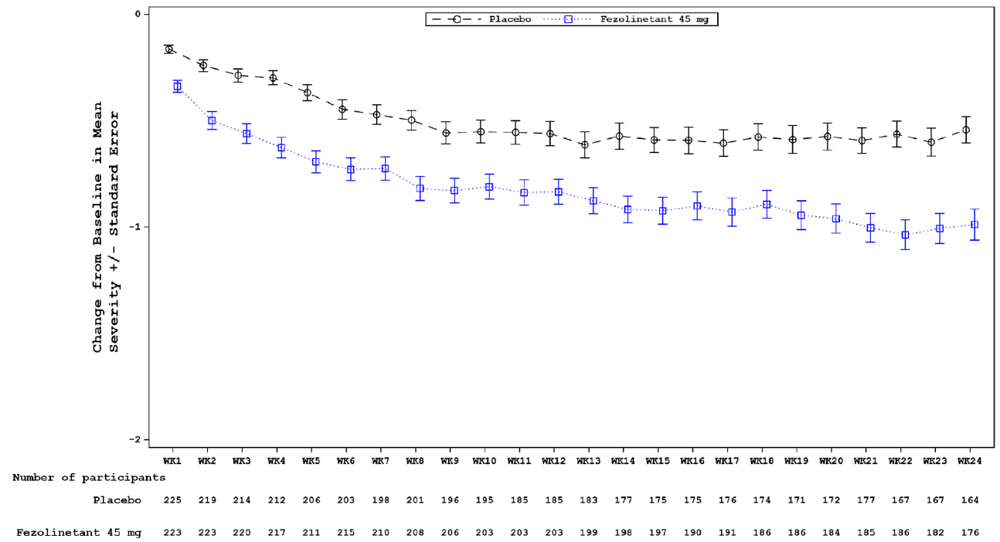 0
Placebo Fezolinetant 45 mg
Change from Baseline in Mean
Severity +/- Standard Error
-1
-2
WK1 WK2 WK3 WK4 WK5 WK6 WK7 WK8 WK9 WK10 WK11 WK12 WK13 WK14 WK15 WK16 WK17 WK18 WK19 WK20 WK21 WK22 WK23 WK24
Number of participants
Placebo 225 219 214 212 206 203 198 201 196 195 185 185 183 177 175 175 176 174 171 172 177 167 167 164
Fezolinetant 45 mg 223 223 220 217 211 215 210 208 206 203 203 203 199 198 197 190 191 186 186 184 185 186 182 176